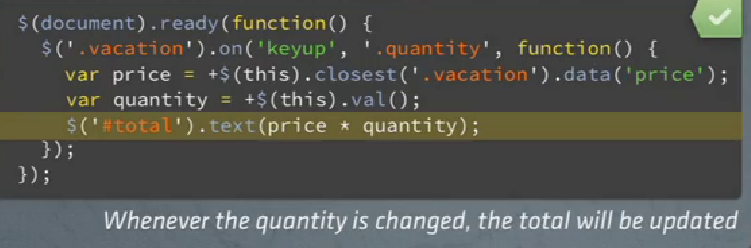 $(document).ready(function() {
  $('.vacation').on('keyup', '.quantity', function() {
    var price = +$(this).closest('.vacation').data('price');
    var quantity = +$(this).val();
    $('#total').text(price * quantity);
  });
});
Whenever the quantity is changed, the total will be updated